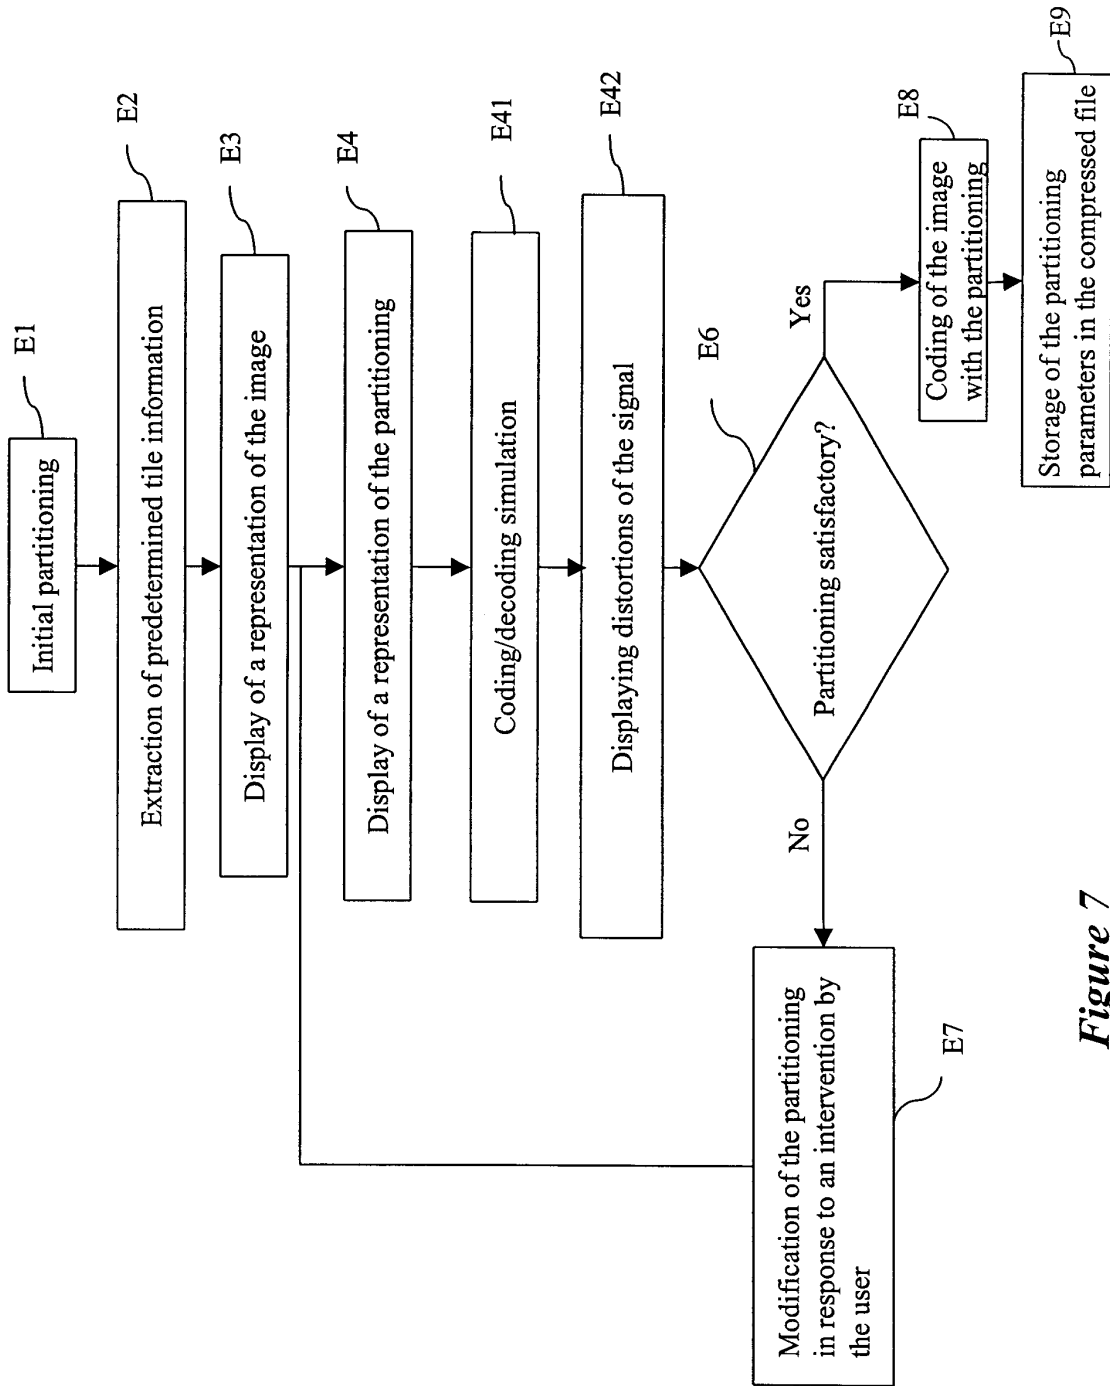 E1
Initial partitioning
E2
Extraction of predetermined tile information
E3
Display of a representation of the image
E4
Display of a representation of the partitioning
E41
Coding/decoding simulation
E42
Displaying distortions of the signal
E6
Partitioning satisfactory?
No
Yes
E7
Modification of the partitioning
in response to an intervention by
the user
E8
Coding of the image
with the partitioning
E9
Storage of the partitioning
parameters in the compressed file
Figure 7